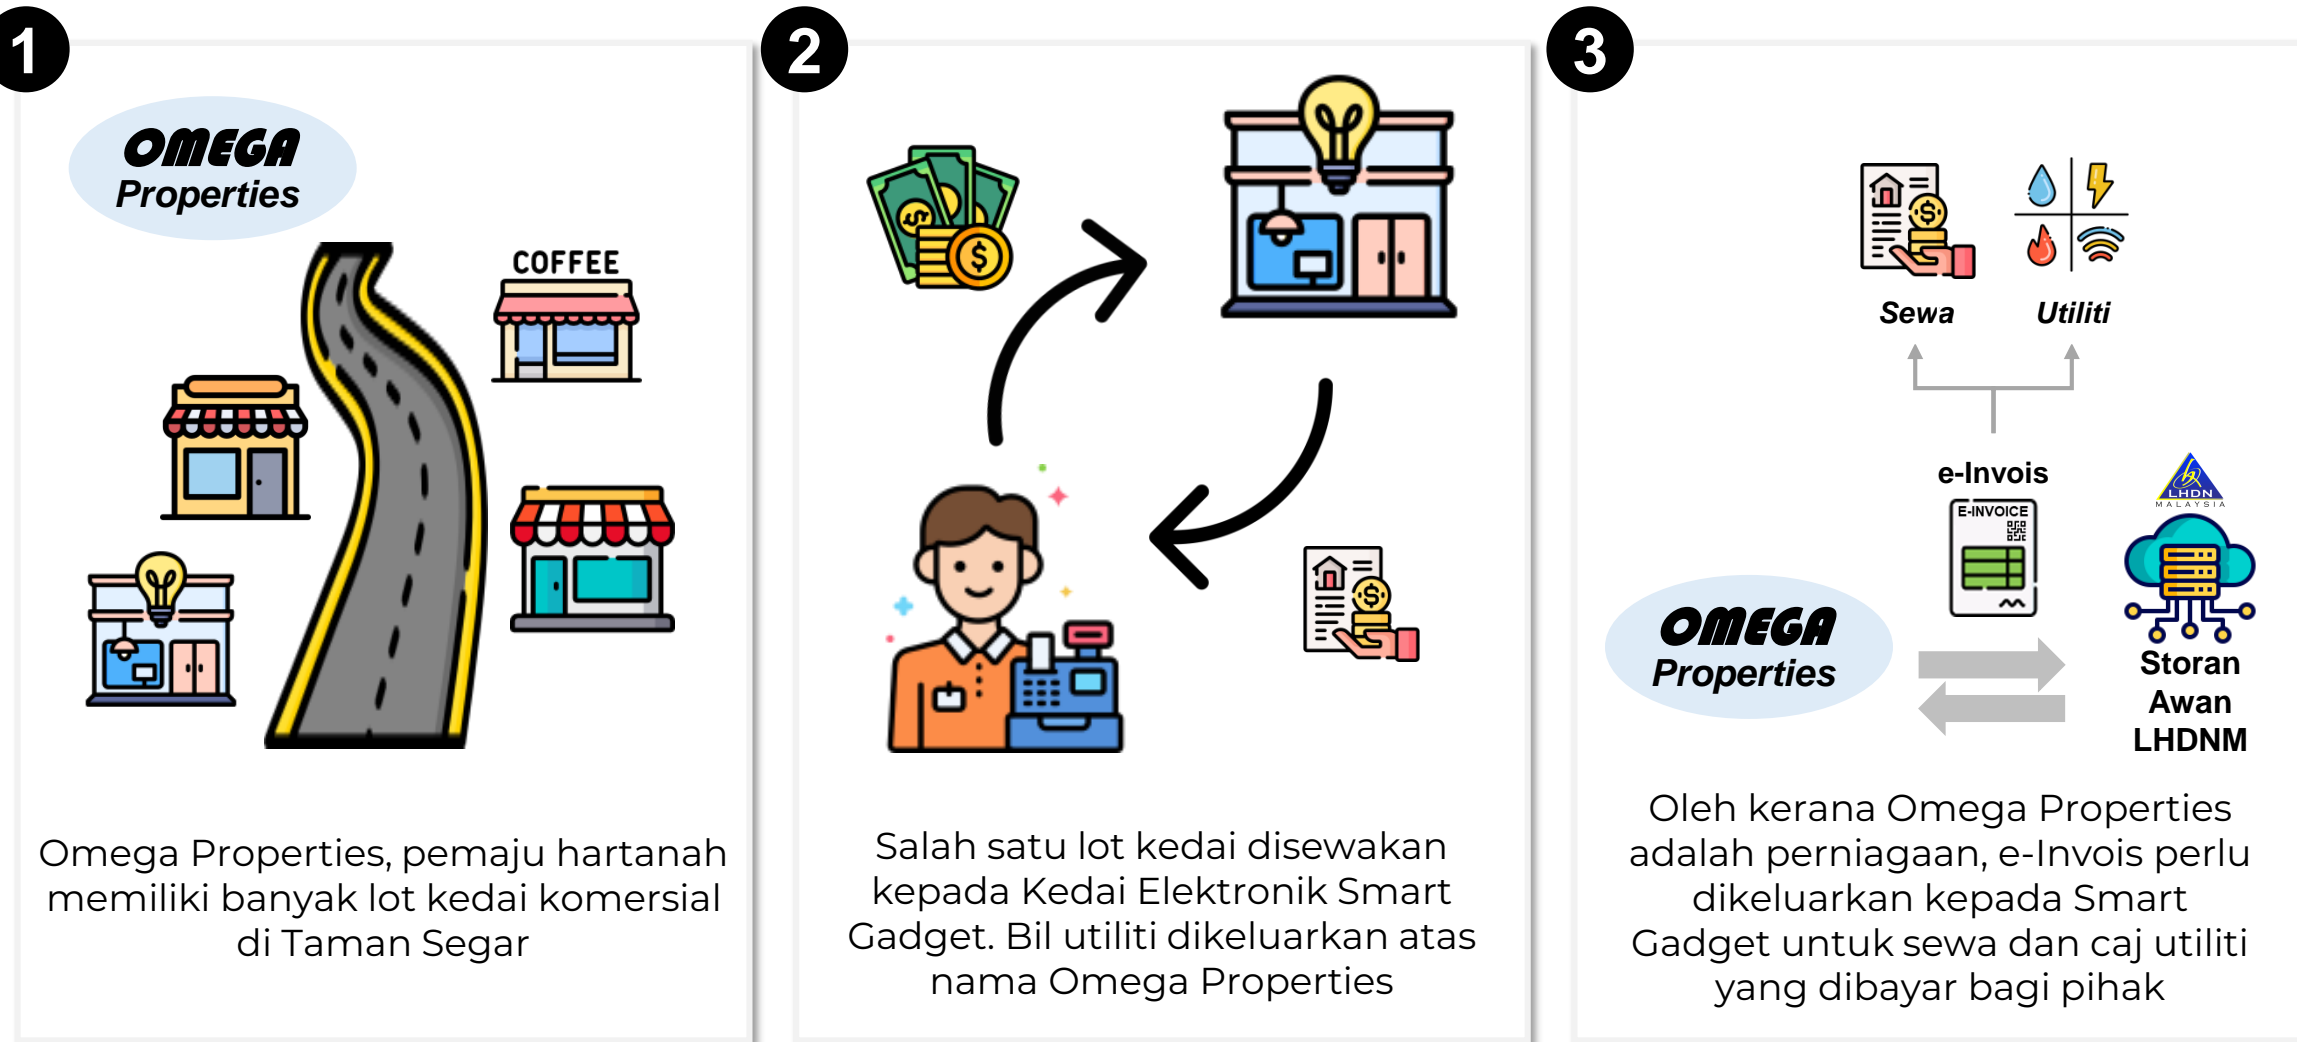 1
OMEGA
Properties
COFFEE
Omega Properties, pemaju hartanah
memiliki banyak lot kedai komersial
di Taman Segar
2
Salah satu lot kedai disewakan
kepada Kedai Elektronik Smart
Gadget. Bil utiliti dikeluarkan atas
nama Omega Properties
3
Sewa
Utiliti
e-Invois
E-INVOICE
LHDN
MALAYSIA
OMEGA
Properties
Storan
Awan
LHDNM
Oleh kerana Omega Properties
adalah perniagaan, e-Invois perlu
dikeluarkan kepada Smart
Gadget untuk sewa dan caj utiliti
yang dibayar bagi pihak